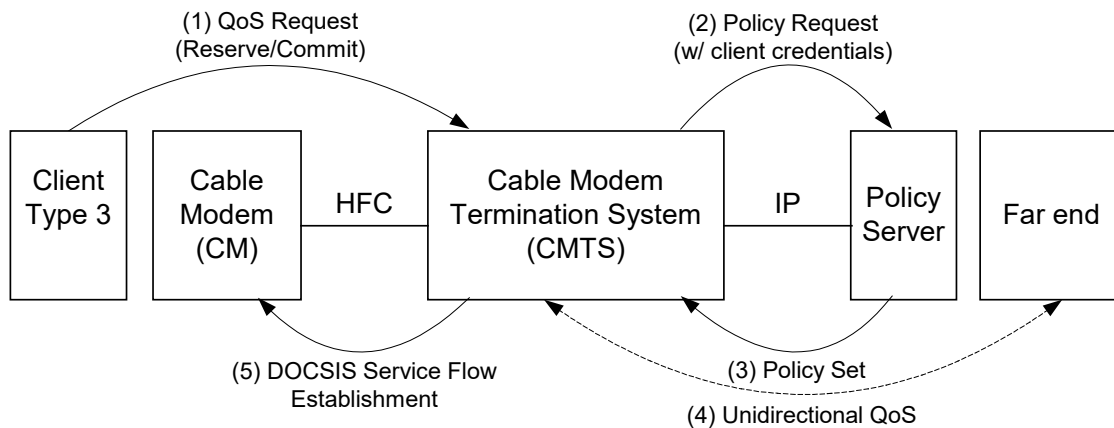 (1) QoS Request
(Reserve/Commit)
(2) Policy Request
(w/ client credentials)
Client
Type 3
Cable
Modem
(CM)
HFC
Cable Modem
Termination System
(CMTS)
IP
Policy
Server
Far end
(5) DOCSIS Service Flow
Establishment
(3) Policy Set
(4) Unidirectional QoS